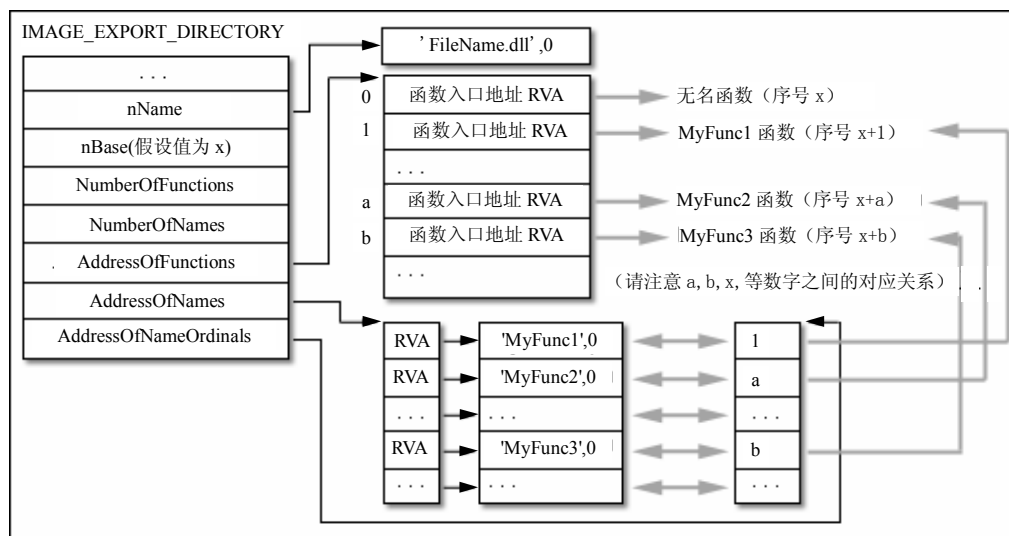 IMAGE_EXPORT_DIRECTORY
...
nName
nBase(假设值为 x)
NumberOfFunctions
NumberOfNames
AddressOfFunctions
AddressOfNames
AddressOfNameOrdinals
'FileName.dll',0
0 函数入口地址 RVA 无名函数（序号 x）
1 函数入口地址 RVA MyFunc1 函数（序号 x+1）
...
a 函数入口地址 RVA MyFunc2 函数（序号 x+a）
b 函数入口地址 RVA MyFunc3 函数（序号 x+b）
...
（请注意 a,b,x,等数字之间的对应关系）
RVA 'MyFunc1',0 1
RVA 'MyFunc2',0 a
... ... ...
RVA 'MyFunc3',0 b
... ... ...